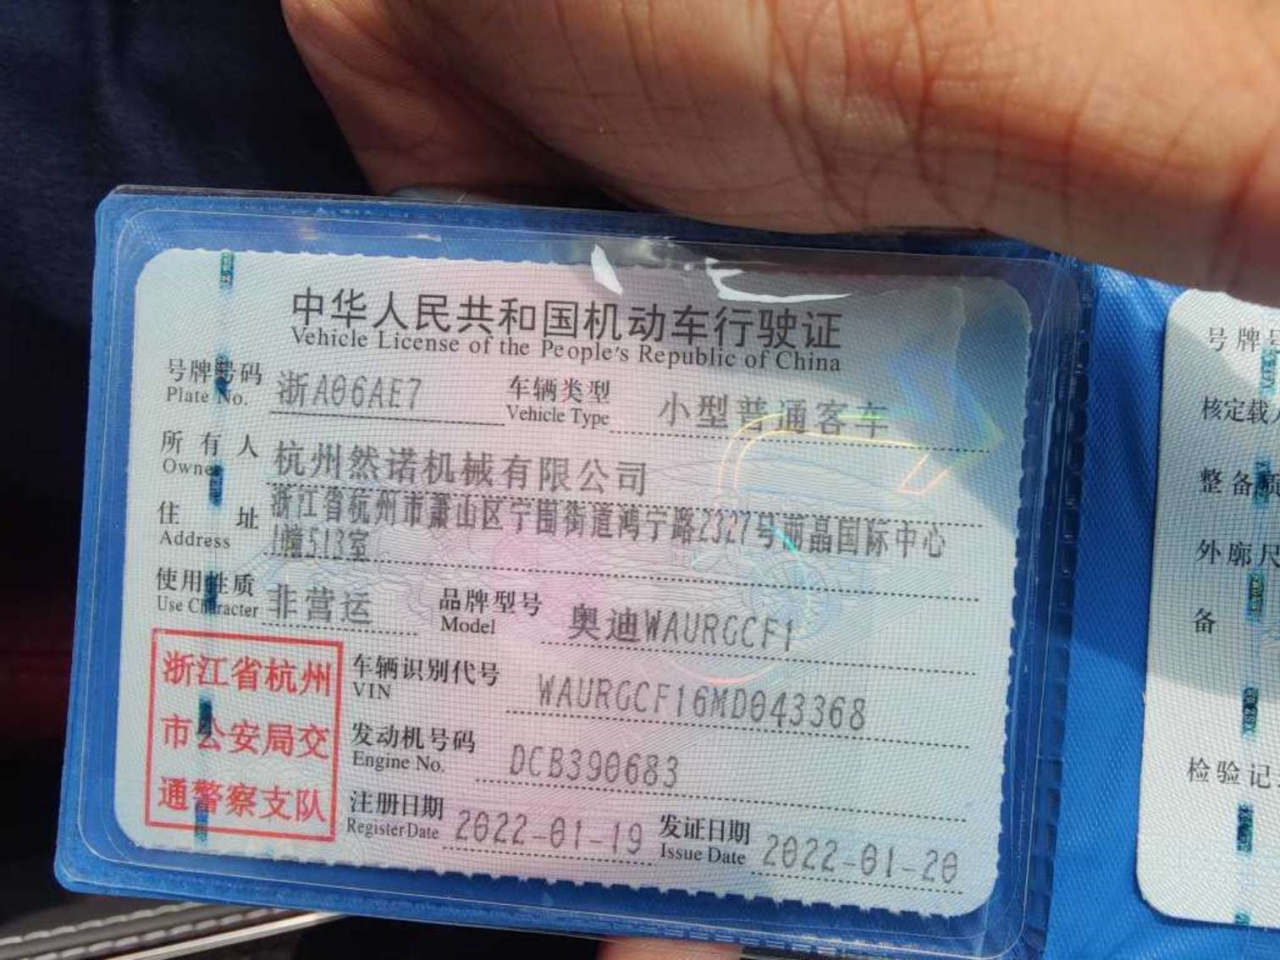 中华人民共和国机动车行驶证
Vehicle License of the People's Republic of China
号牌号码 浙A06AE7 车辆类型 小型普通客车
Plate No. Vehicle Type
所有人 杭州然诺机械有限公司
Owner
住址 浙江省杭州市萧山区宁围街道鸿宁路2327号丽晶国际中心
Address 1幢513室
使用性质 非营运 品牌型号 奥迪WAURGCF1
Use Character Model
浙江省杭州
市公安局交
通警察支队
车辆识别代号 WAURGCF16MD043368
VIN
发动机号码 DCB390683
Engine No.
注册日期 2022-01-19 发证日期 2022-01-20
Register Date Issue Date
号牌号
核定载
整备质
外廓尺
备
检验记